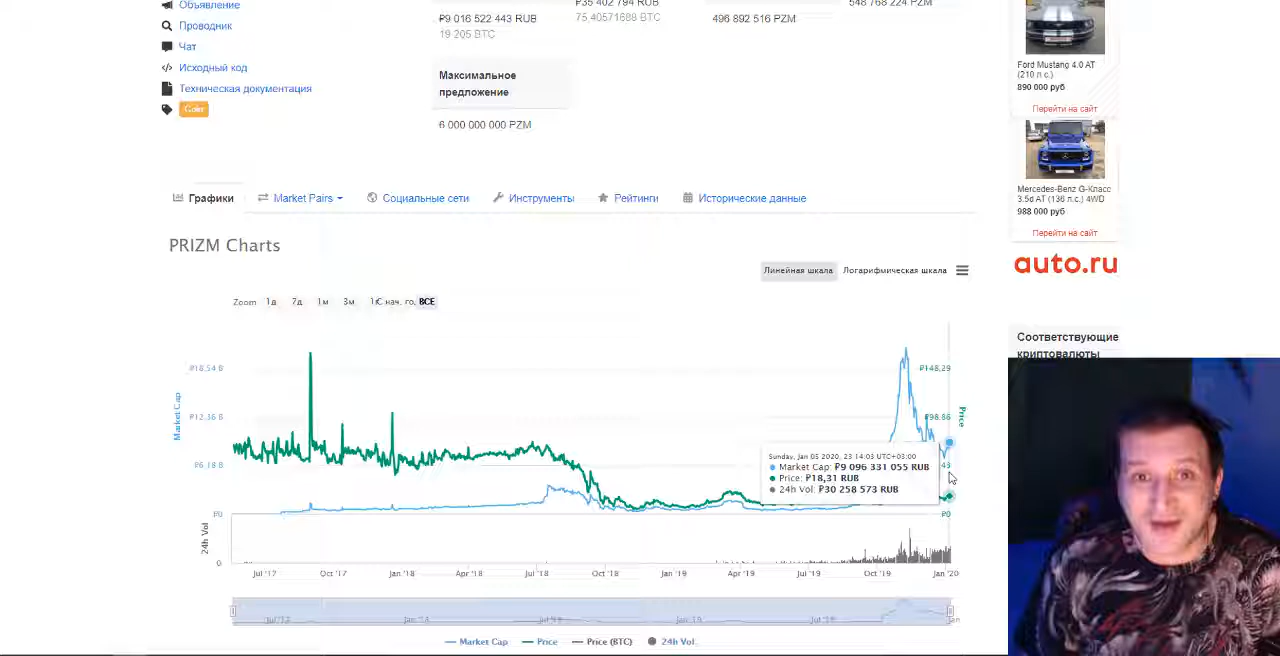 Объявление
Проводник
Чат
Исходный код
Техническая документация
Coin
₽9 016 522 443 RUB
19 205 BTC
₽35 402 794 RUB
75.40571688 BTC
496 892 516 PZM
548 768 224 PZM
Максимальное
предложение
6 000 000 000 PZM
Графики
Market Pairs
Социальные сети
Инструменты
Рейтинги
Исторические данные
PRIZM Charts
Линейная шкала
Логарифмическая шкала
Zoom 1д 7д 1м 3м 1г С нач. го. ВСЕ
₽18.54 B
₽12.36 B
₽6.18 B
₽0
Market Cap
₽148,29
₽98,86
43
₽0
Price
Sunday, Jan 05 2020, 23 14:03 UTC+03:00
Market Cap: ₽9 096 331 055 RUB
Price: ₽18,31 RUB
24h Vol: ₽30 258 573 RUB
24h Vol
0
Jul '17 Oct '17 Jan '18 Apr '18 Jul '18 Oct '18 Jan '19 Apr '19 Jul '19 Oct '19 Jan '20
Market Cap Price Price (BTC) 24h Vol.
Ford Mustang 4.0 AT
(210 л.с.)
890 000 руб
Перейти на сайт
Mercedes-Benz G-Класс
3.5d AT (136 л.с.) 4WD
988 000 руб
Перейти на сайт
auto.ru
Соответствующие
криптовалюты